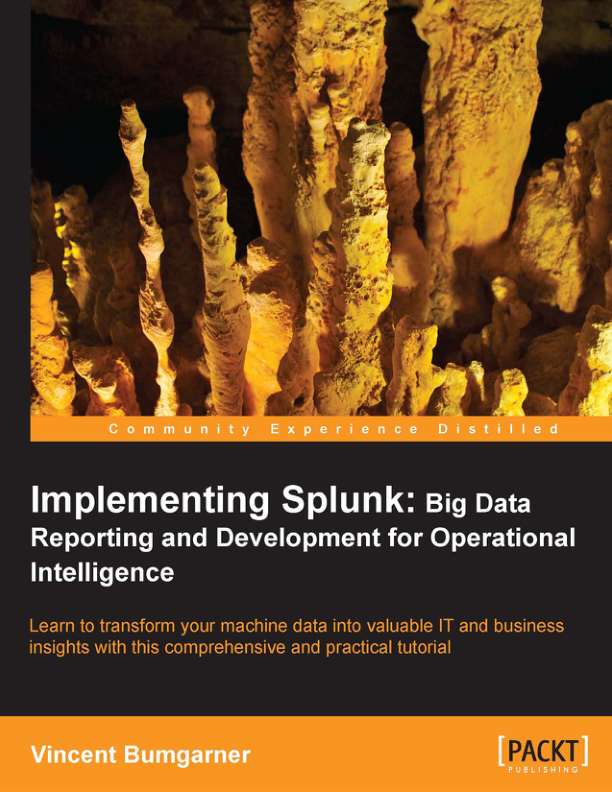 Community Experience Distilled
Implementing Splunk: Big Data
Reporting and Development for Operational
Intelligence
Learn to transform your machine data into valuable IT and business
insights with this comprehensive and practical tutorial
Vincent Bumgarner
[PACKT]
PUBLISHING